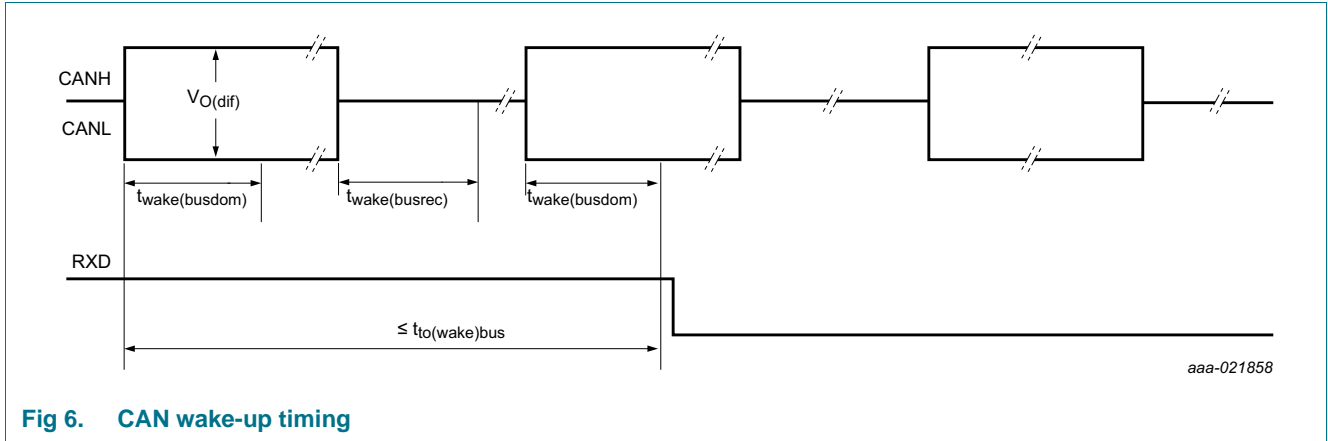 CANH
VO(dif)
CANL
twake(busdom) twake(busrec) twake(busdom)
RXD
≤ tto(wake)bus
aaa-021858
Fig 6. CAN wake-up timing